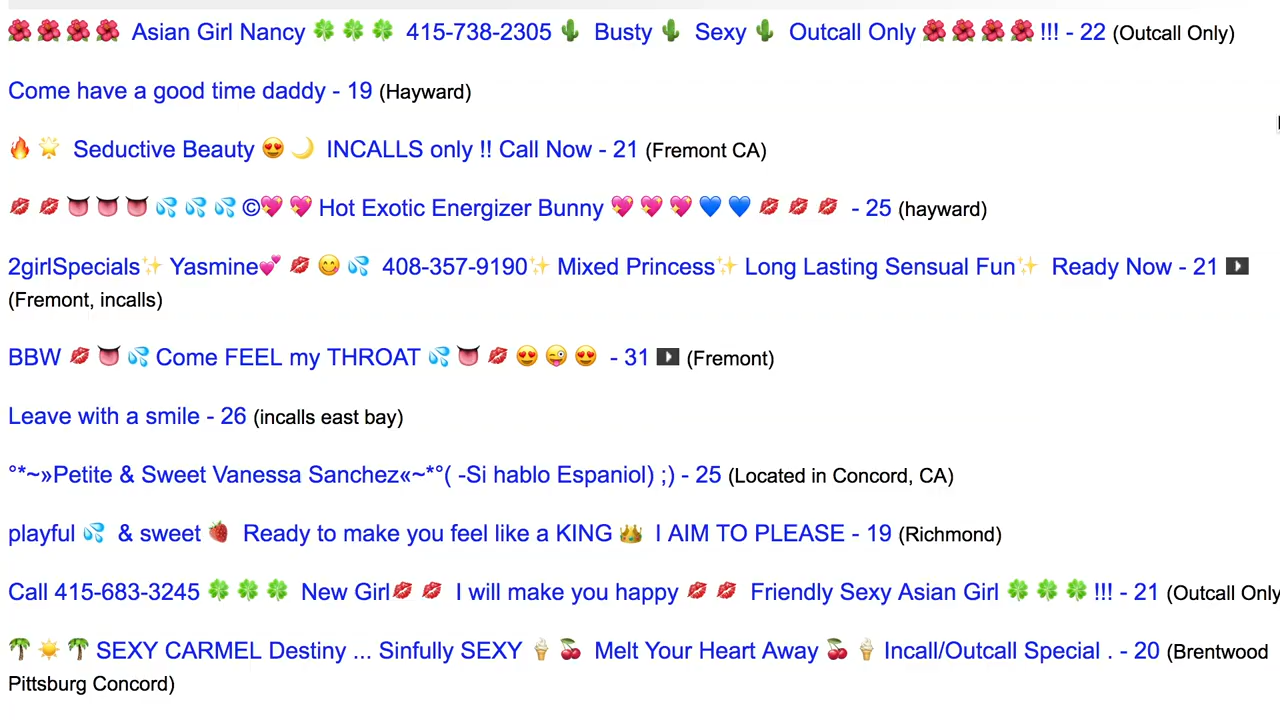 🌺🌺🌺🌺 Asian Girl Nancy 🍀🍀🍀 415-738-2305 🌵 Busty 🌵 Sexy 🌵 Outcall Only 🌺🌺🌺🌺 !!! - 22 (Outcall Only)
Come have a good time daddy - 19 (Hayward)
🔥🌟 Seductive Beauty 😍🌙 INCALLS only !! Call Now - 21 (Fremont CA)
💋💋👅👅👅💦💦💦©💖💖 Hot Exotic Energizer Bunny 💖💖💖💙💙💋💋💋 - 25 (hayward)
2girlSpecials✨ Yasmine💕💋😋💦 408-357-9190✨ Mixed Princess✨ Long Lasting Sensual Fun✨ Ready Now - 21
(Fremont, incalls)
BBW 💋👅💦 Come FEEL my THROAT 💦👅💋😍😜😍 - 31 (Fremont)
Leave with a smile - 26 (incalls east bay)
°*~»Petite & Sweet Vanessa Sanchez«~*°( -Si hablo Espaniol) ;) - 25 (Located in Concord, CA)
playful 💦 & sweet 🍓 Ready to make you feel like a KING 👑 I AIM TO PLEASE - 19 (Richmond)
Call 415-683-3245 🍀🍀🍀 New Girl💋💋 I will make you happy 💋💋 Friendly Sexy Asian Girl 🍀🍀🍀 !!! - 21 (Outcall Only
🌴☀️🌴 SEXY CARMEL Destiny ... Sinfully SEXY 🍦🍒 Melt Your Heart Away 🍒🍦 Incall/Outcall Special . - 20 (Brentwood
Pittsburg Concord)